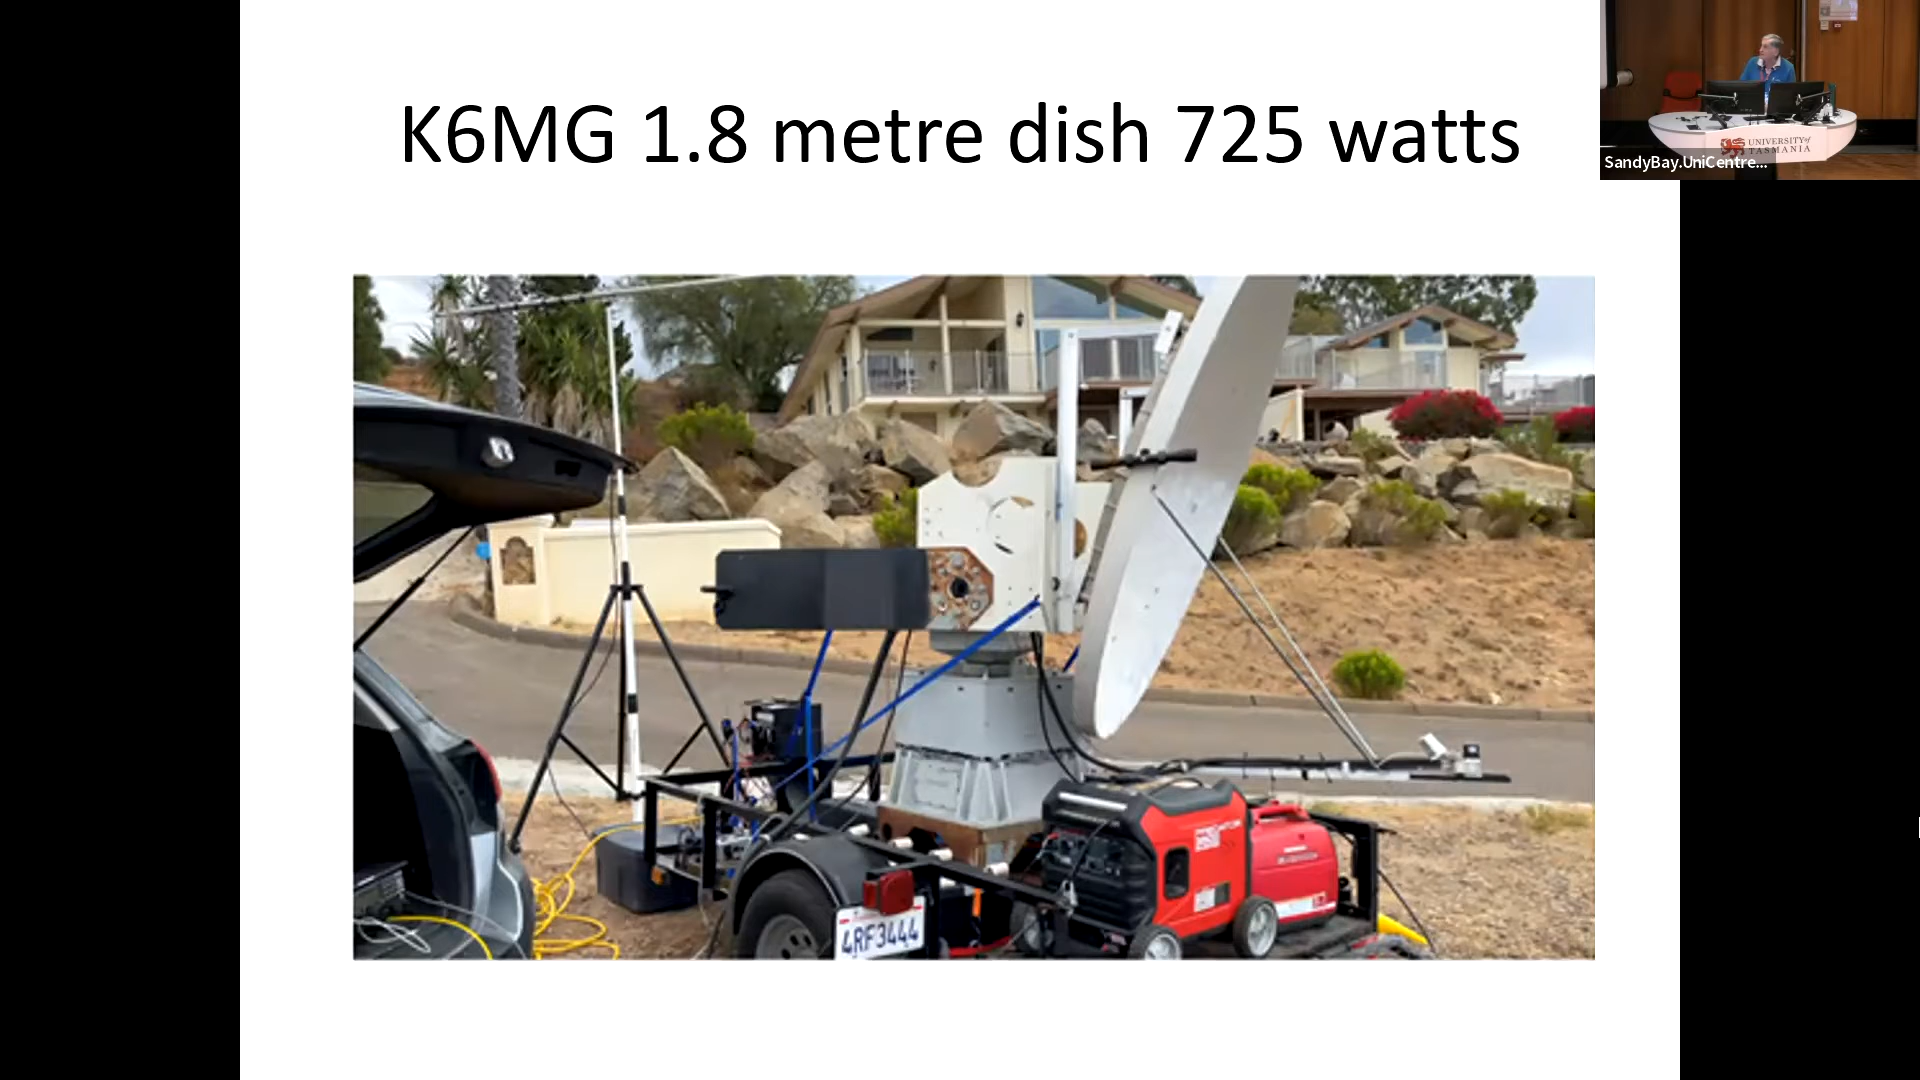 K6MG 1.8 metre dish 725 watts
UNIVERSITY of
TASMANIA
SandyBay.UniCentre...
4RF3444